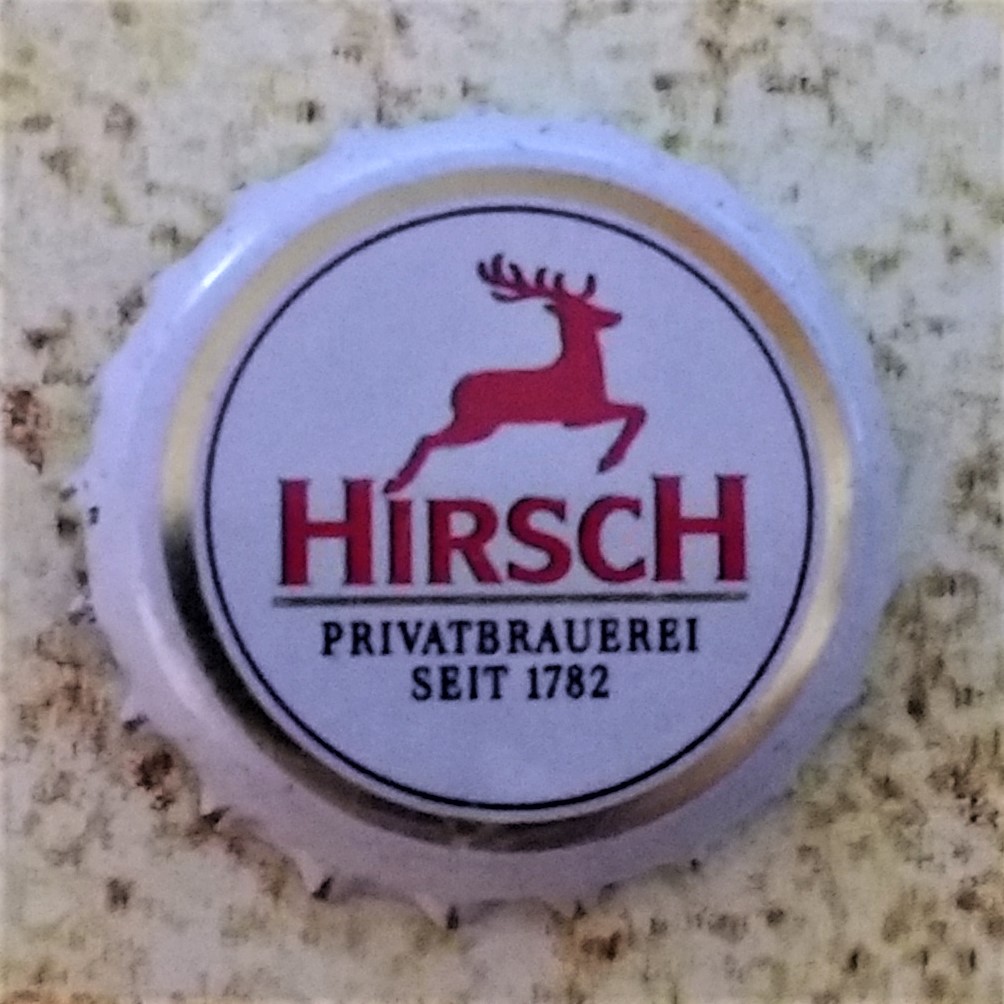 HIRSCH
PRIVATBRAUEREI
SEIT 1782